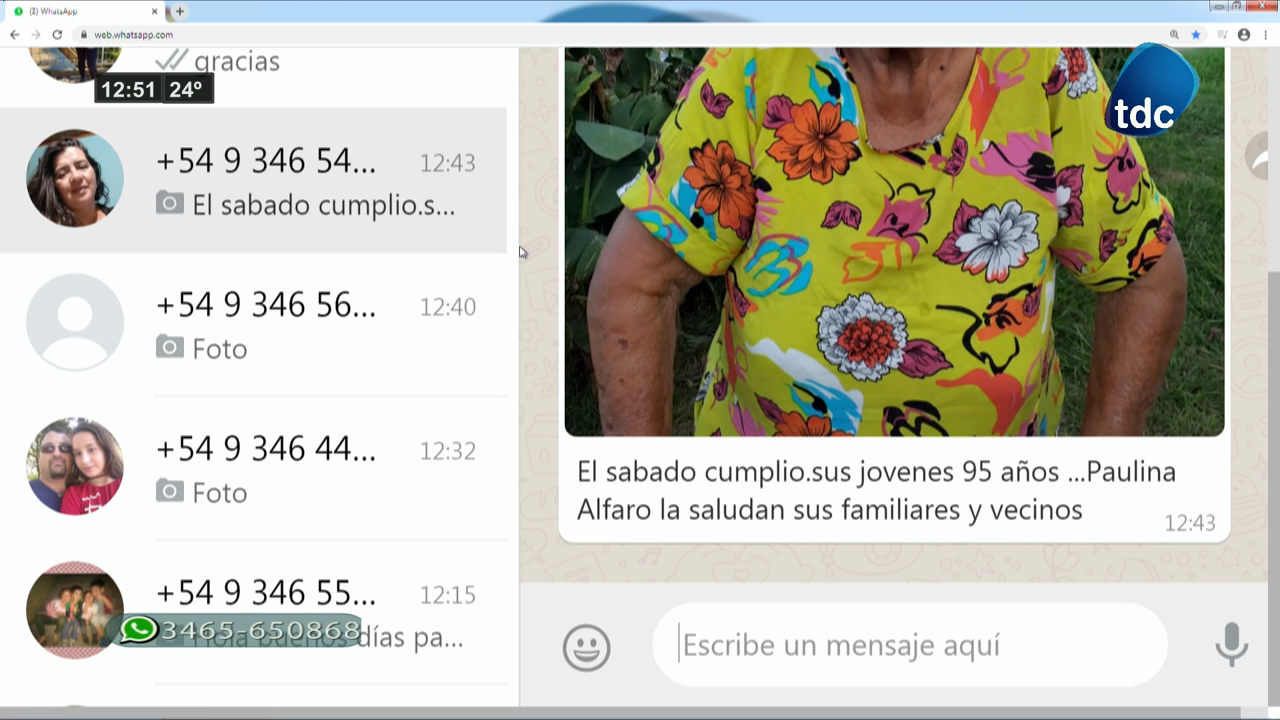 (3) WhatsApp
web.whatsapp.com
gracias
12:51 24º
tdc
+54 9 346 54... 12:43
El sabado cumplio.s...
+54 9 346 56... 12:40
Foto
+54 9 346 44... 12:32
Foto
+54 9 346 55... 12:15
Hola buenos días pa...
3465-650868
El sabado cumplio.sus jovenes 95 años ...Paulina
Alfaro la saludan sus familiares y vecinos
12:43
Escribe un mensaje aquí